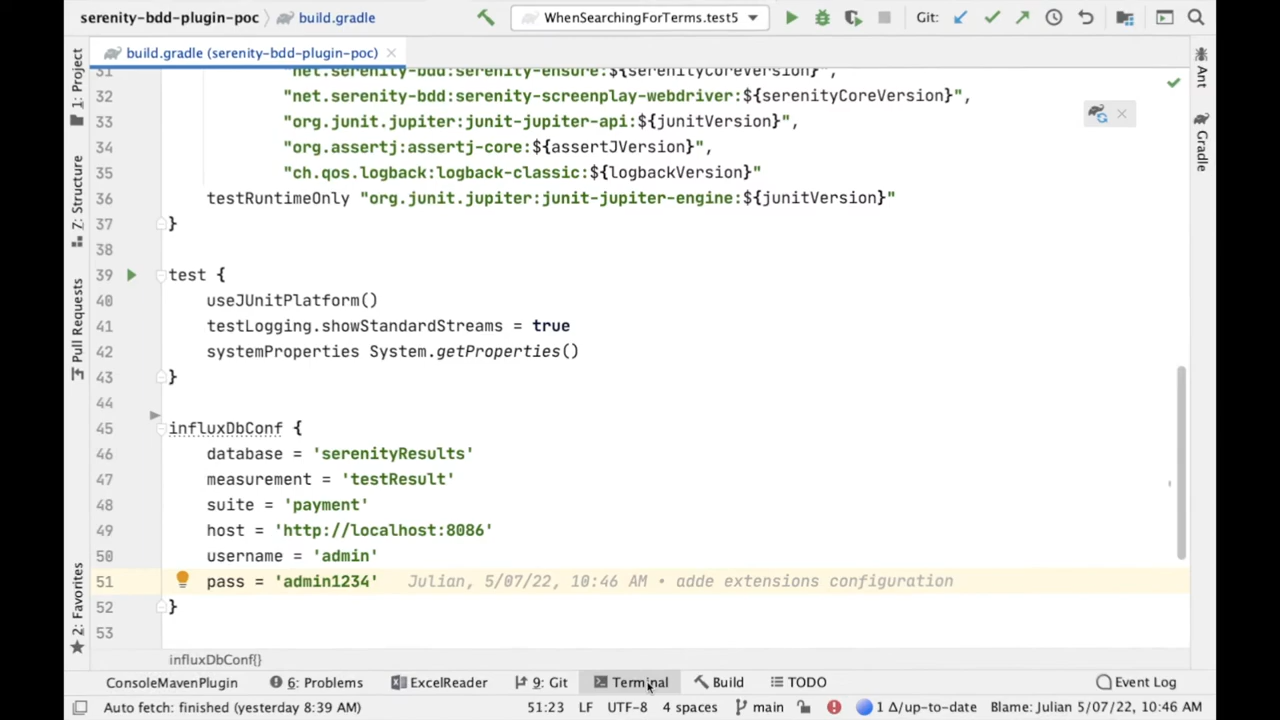 serenity-bdd-plugin-poc build.gradle WhenSearchingForTerms.test5 Git:
build.gradle (serenity-bdd-plugin-poc)
1: Project
Z: Structure
Pull Requests
2: Favorites
31 "net.serenity-bdd:serenity-ensure:${serenityCoreVersion}",
32 "net.serenity-bdd:serenity-screenplay-webdriver:${serenityCoreVersion}",
33 "org.junit.jupiter:junit-jupiter-api:${junitVersion}",
34 "org.assertj:assertj-core:${assertJVersion}",
35 "ch.qos.logback:logback-classic:${logbackVersion}"
36 testRuntimeOnly "org.junit.jupiter:junit-jupiter-engine:${junitVersion}"
37 }
38
39 test {
40 useJUnitPlatform()
41 testLogging.showStandardStreams = true
42 systemProperties System.getProperties()
43 }
44
45 influxDbConf {
46 database = 'serenityResults'
47 measurement = 'testResult'
48 suite = 'payment'
49 host = 'http://localhost:8086'
50 username = 'admin'
51 pass = 'admin1234' Julian, 5/07/22, 10:46 AM • adde extensions configuration
52 }
53
Ant
Gradle
influxDbConf{}
ConsoleMavenPlugin 6: Problems ExcelReader 9: Git Terminal Build TODO Event Log
Auto fetch: finished (yesterday 8:39 AM) 51:23 LF UTF-8 4 spaces main 1 Δ/up-to-date Blame: Julian 5/07/22, 10:46 AM